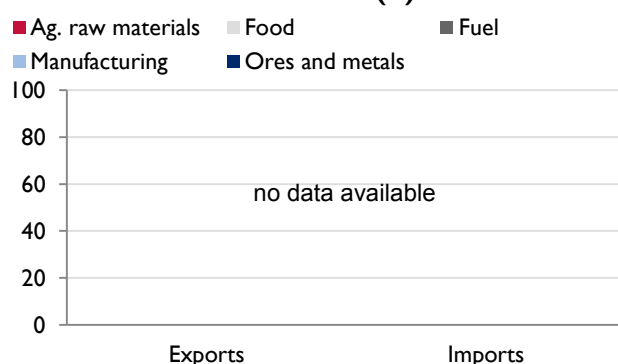 Ag. raw materials Food Fuel
Manufacturing Ores and metals
100
80
60
no data available
40
20
0
Exports Imports